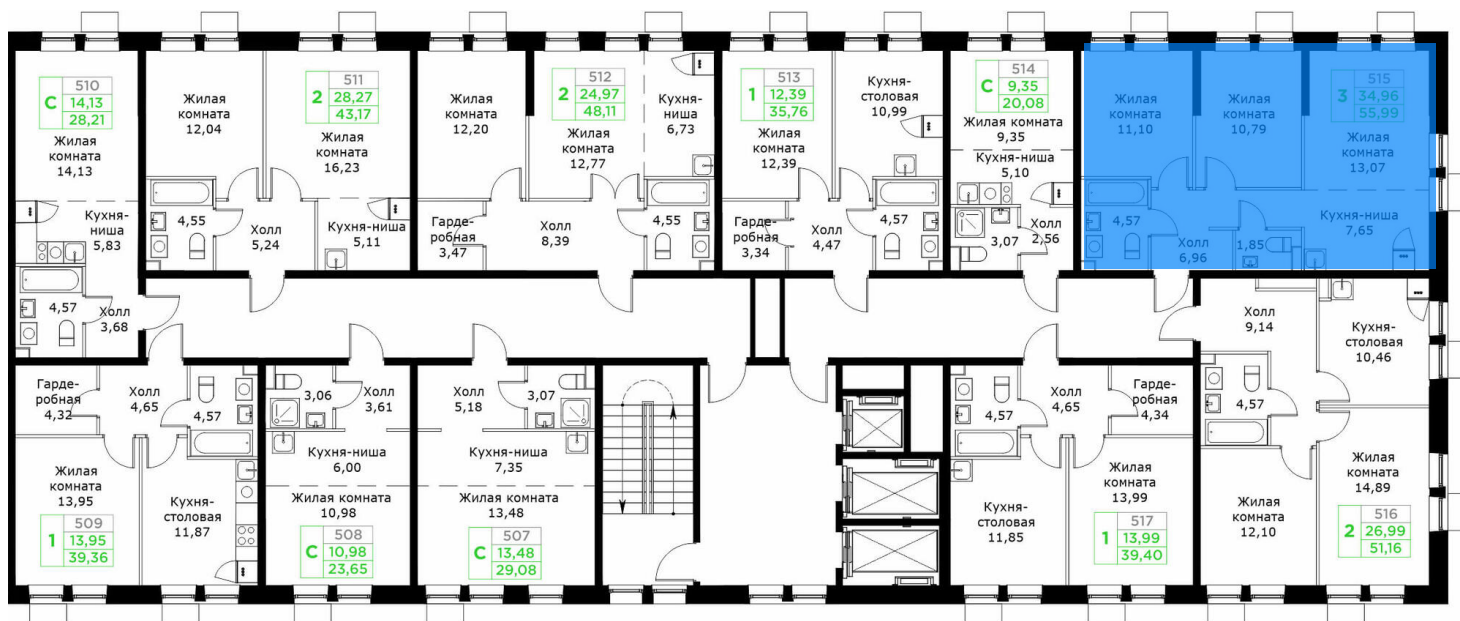 510
С 14,13
28,21
Жилая
комната
14,13
Кухня-
ниша
5,83
4,57
Холл
3,68
Жилая
комната
12,04
511
2 28,27
43,17
Жилая
комната
16,23
4,55
Холл
5,24
Кухня-ниша
5,11
Жилая
комната
12,20
512
2 24,97
48,11
Жилая
комната
12,77
Кухня-
ниша
6,73
Гарде-
робная
3,47
Холл
8,39
4,55
513
1 12,39
35,76
Жилая
комната
12,39
Кухня-
столовая
10,99
Гарде-
робная
3,34
Холл
4,47
4,57
514
С 9,35
20,08
Жилая комната
9,35
Кухня-ниша
5,10
3,07
Холл
2,56
Жилая
комната
11,10
Жилая
комната
10,79
515
3 34,96
55,99
Жилая
комната
13,07
4,57
Холл
6,96
1,85
Кухня-ниша
7,65
Гарде-
робная
4,32
Холл
4,65
4,57
Жилая
комната
13,95
509
1 13,95
39,36
Кухня-
столовая
11,87
3,06
Холл
3,61
Кухня-ниша
6,00
Жилая комната
10,98
508
С 10,98
23,65
Холл
5,18
3,07
Кухня-ниша
7,35
Жилая комната
13,48
507
С 13,48
29,08
4,57
Холл
4,65
Гарде-
робная
4,34
Кухня-
столовая
11,85
Жилая
комната
13,99
517
1 13,99
39,40
Холл
9,14
Кухня-
столовая
10,46
4,57
Жилая
комната
12,10
Жилая
комната
14,89
516
2 26,99
51,16